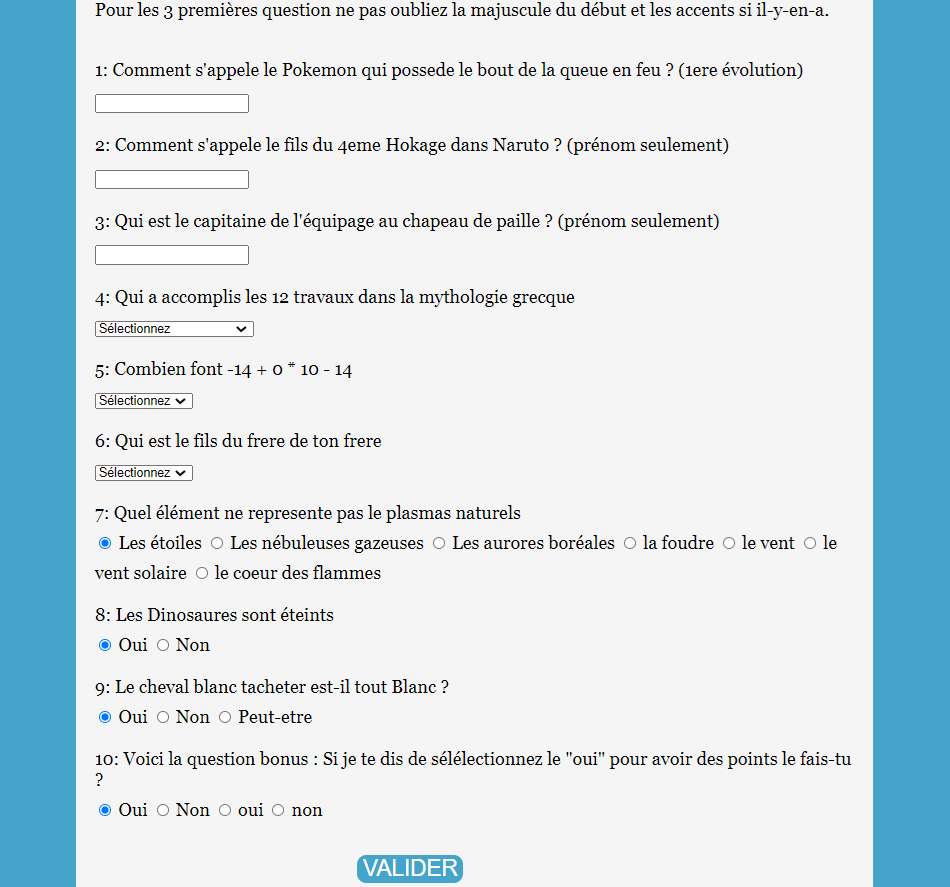 Pour les 3 premières question ne pas oubliez la majuscule du début et les accents si il-y-en-a.
1: Comment s'appele le Pokemon qui possede le bout de la queue en feu ? (1ere évolution)
2: Comment s'appele le fils du 4eme Hokage dans Naruto ? (prénom seulement)
3: Qui est le capitaine de l'équipage au chapeau de paille ? (prénom seulement)
4: Qui a accomplis les 12 travaux dans la mythologie grecque
Sélectionnez
5: Combien font -14 + 0 * 10 - 14
Sélectionnez
6: Qui est le fils du frere de ton frere
Sélectionnez
7: Quel élément ne represente pas le plasmas naturels
Les étoiles Les nébuleuses gazeuses Les aurores boréales la foudre le vent le
vent solaire le coeur des flammes
8: Les Dinosaures sont éteints
Oui Non
9: Le cheval blanc tacheter est-il tout Blanc ?
Oui Non Peut-etre
10: Voici la question bonus : Si je te dis de sélélectionnez le "oui" pour avoir des points le fais-tu
?
Oui Non oui non
VALIDER